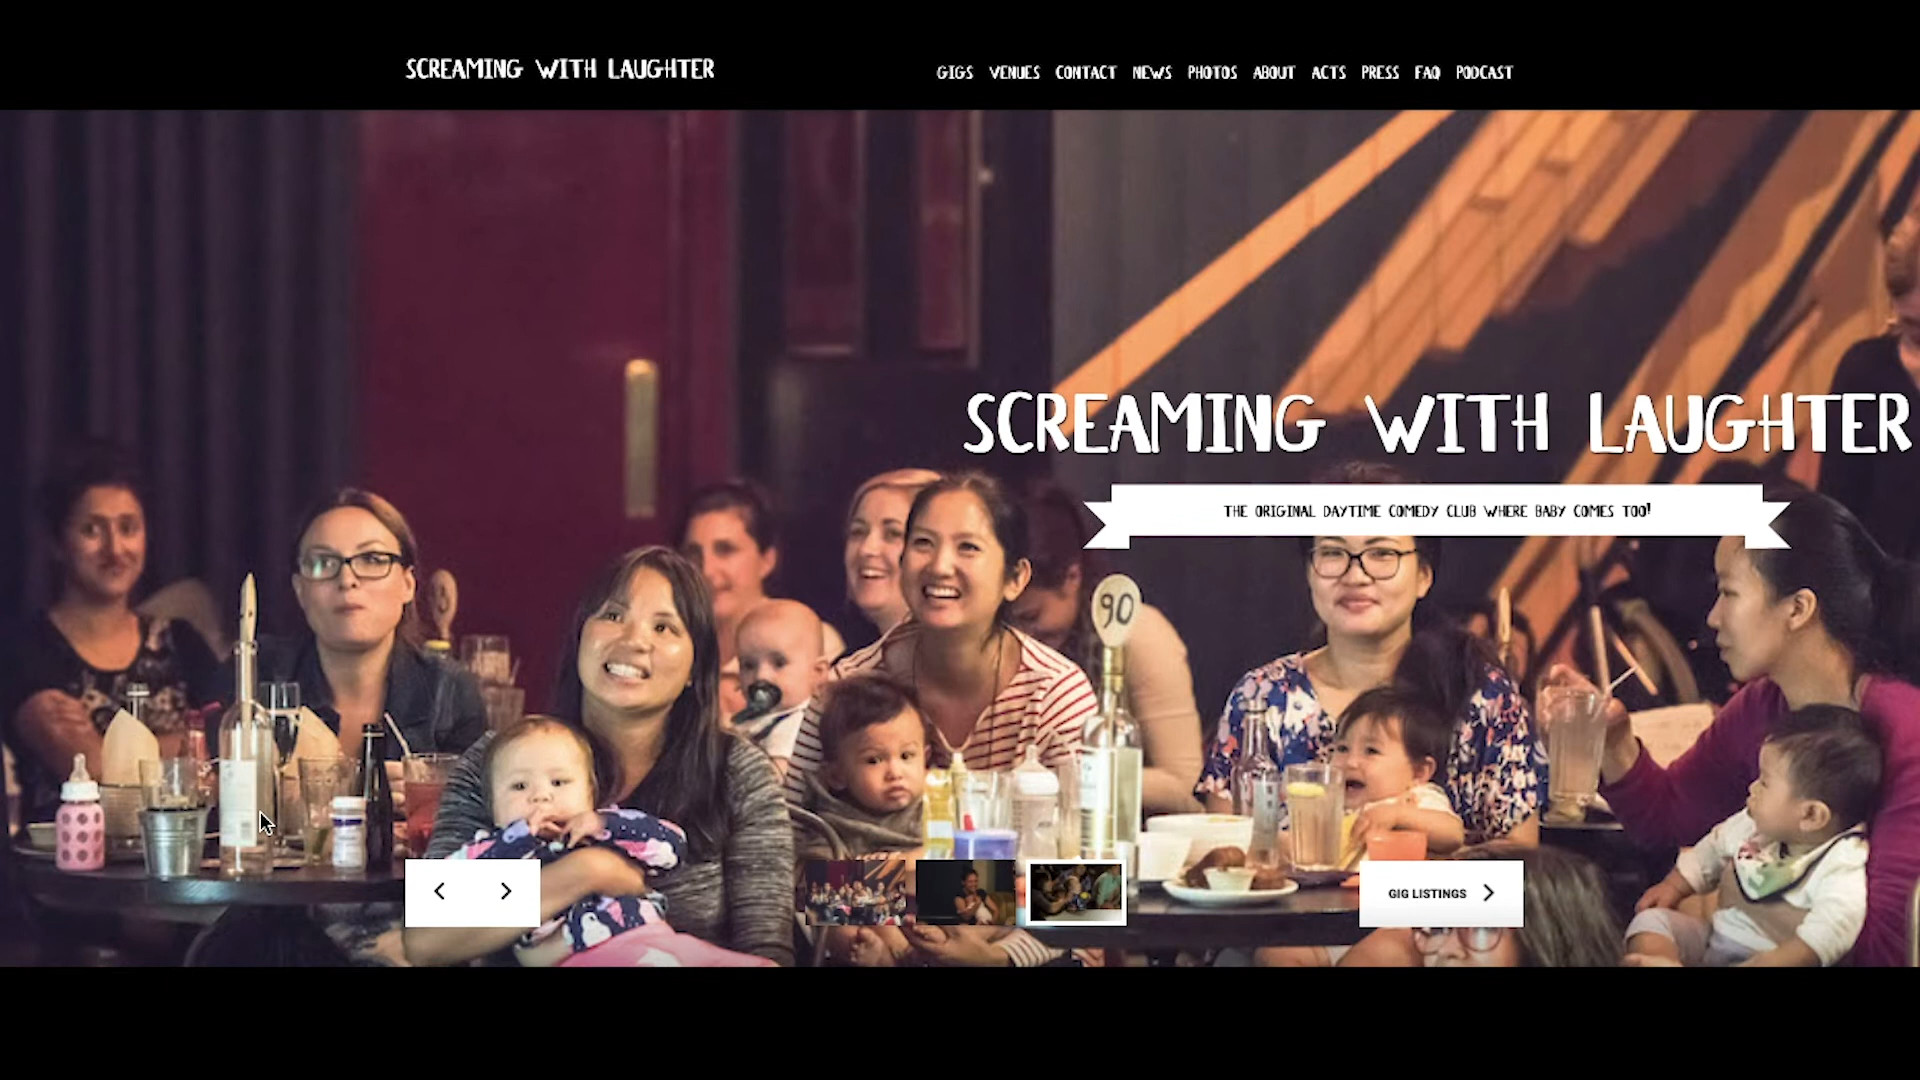 SCREAMING WITH LAUGHTER
GIGS VENUES CONTACT NEWS PHOTOS ABOUT ACTS PRESS FAQ PODCAST
SCREAMING WITH LAUGHTER
THE ORIGINAL DAYTIME COMEDY CLUB WHERE BABY COMES TOO!
90
GIG LISTINGS